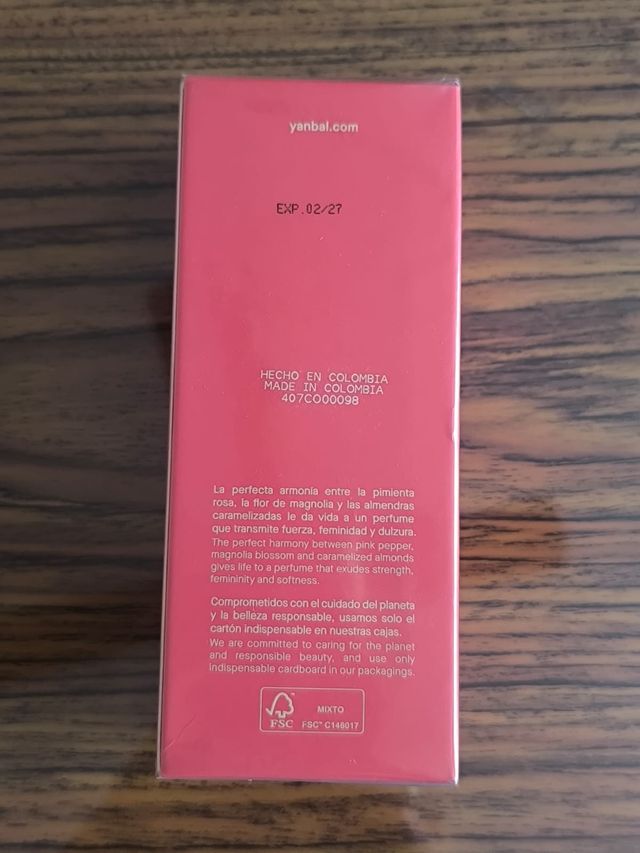 yanbal.com
EXP.02/27
HECHO EN COLOMBIA
MADE IN COLOMBIA
407CO00098
La perfecta armonía entre la pimienta
rosa, la flor de magnolia y las almendras
caramelizadas le da vida a un perfume
que transmite fuerza, feminidad y dulzura.
The perfect harmony between pink pepper,
magnolia blossom and caramelized almonds
gives life to a perfume that exudes strength,
femininity and softness.
Comprometidos con el cuidado del planeta
y la belleza responsable, usamos solo el
cartón indispensable en nuestras cajas.
We are committed to caring for the planet
and responsible beauty, and use only
indispensable cardboard in our packagings.
FSC
MIXTO
FSC™ C146017